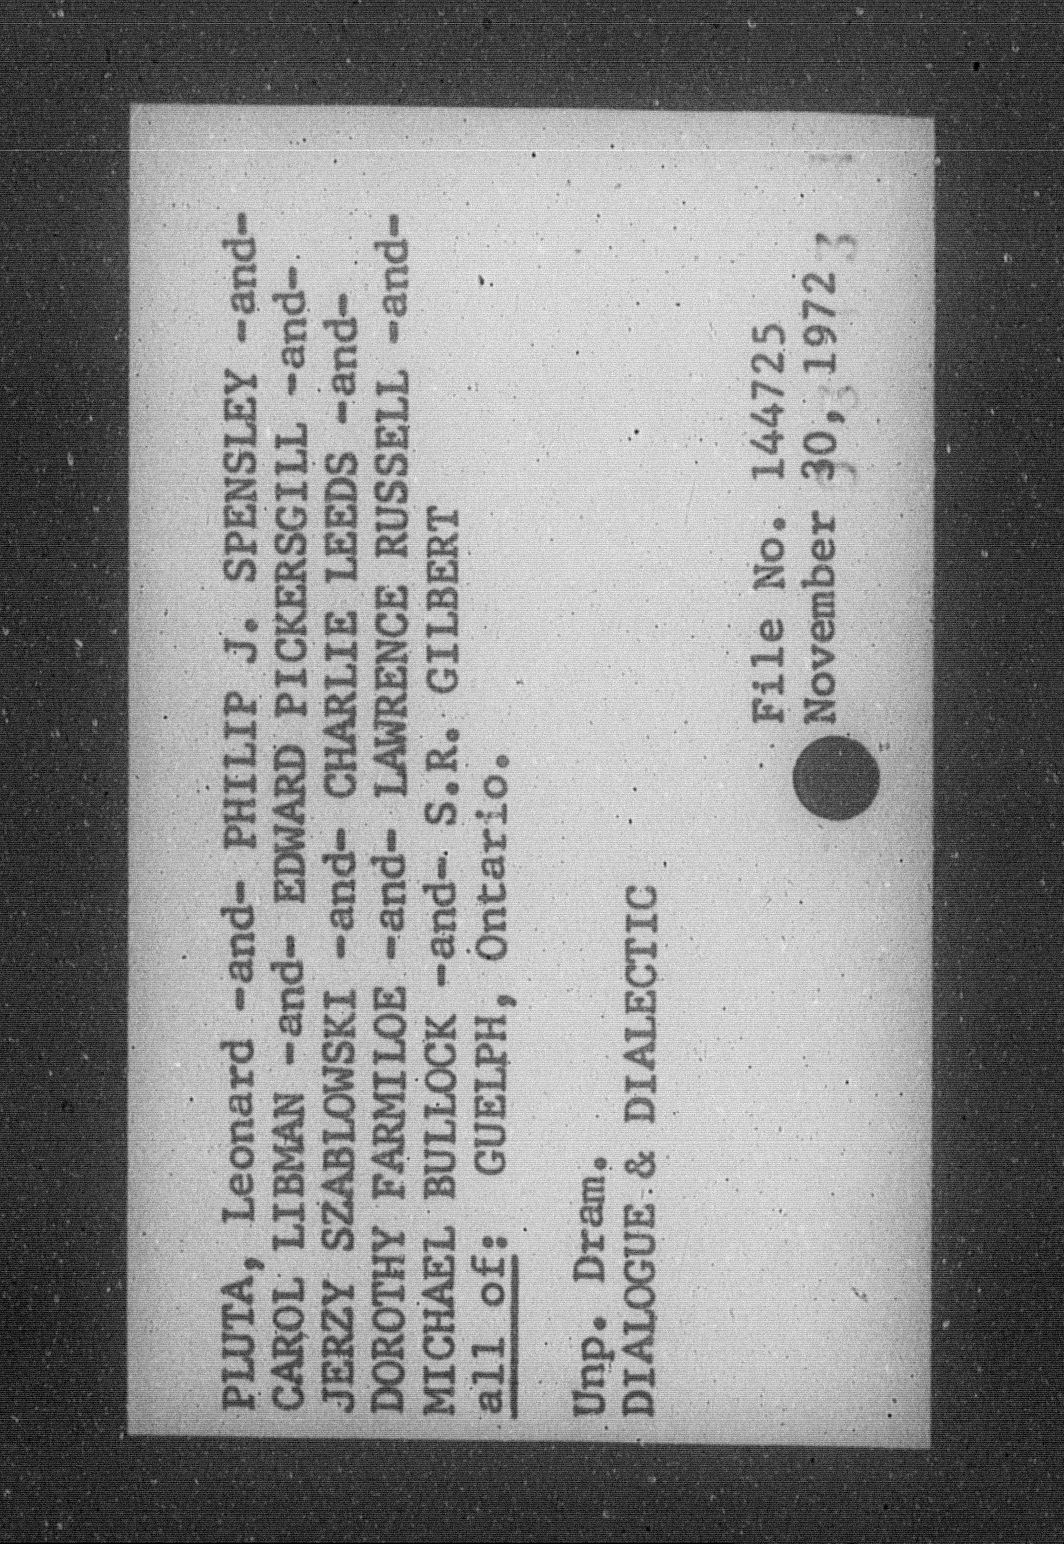 PLUTA, Leonard -and- PHILIP J. SPENSLEY -and-
CAROL LIBMAN -and- EDWARD PICKERSGILL -and-
JERZY SZABLOWSKI -and- CHARLIE LEEDS -and-
DOROTHY FARMILOE -and- LAWRENCE RUSSELL -and-
MICHAEL BULLOCK -and- S.R. GILBERT
all of: GUELPH, Ontario.
Unp. Dram.
DIALOGUE & DIALECTIC
File No. 144725
November 30, 1972